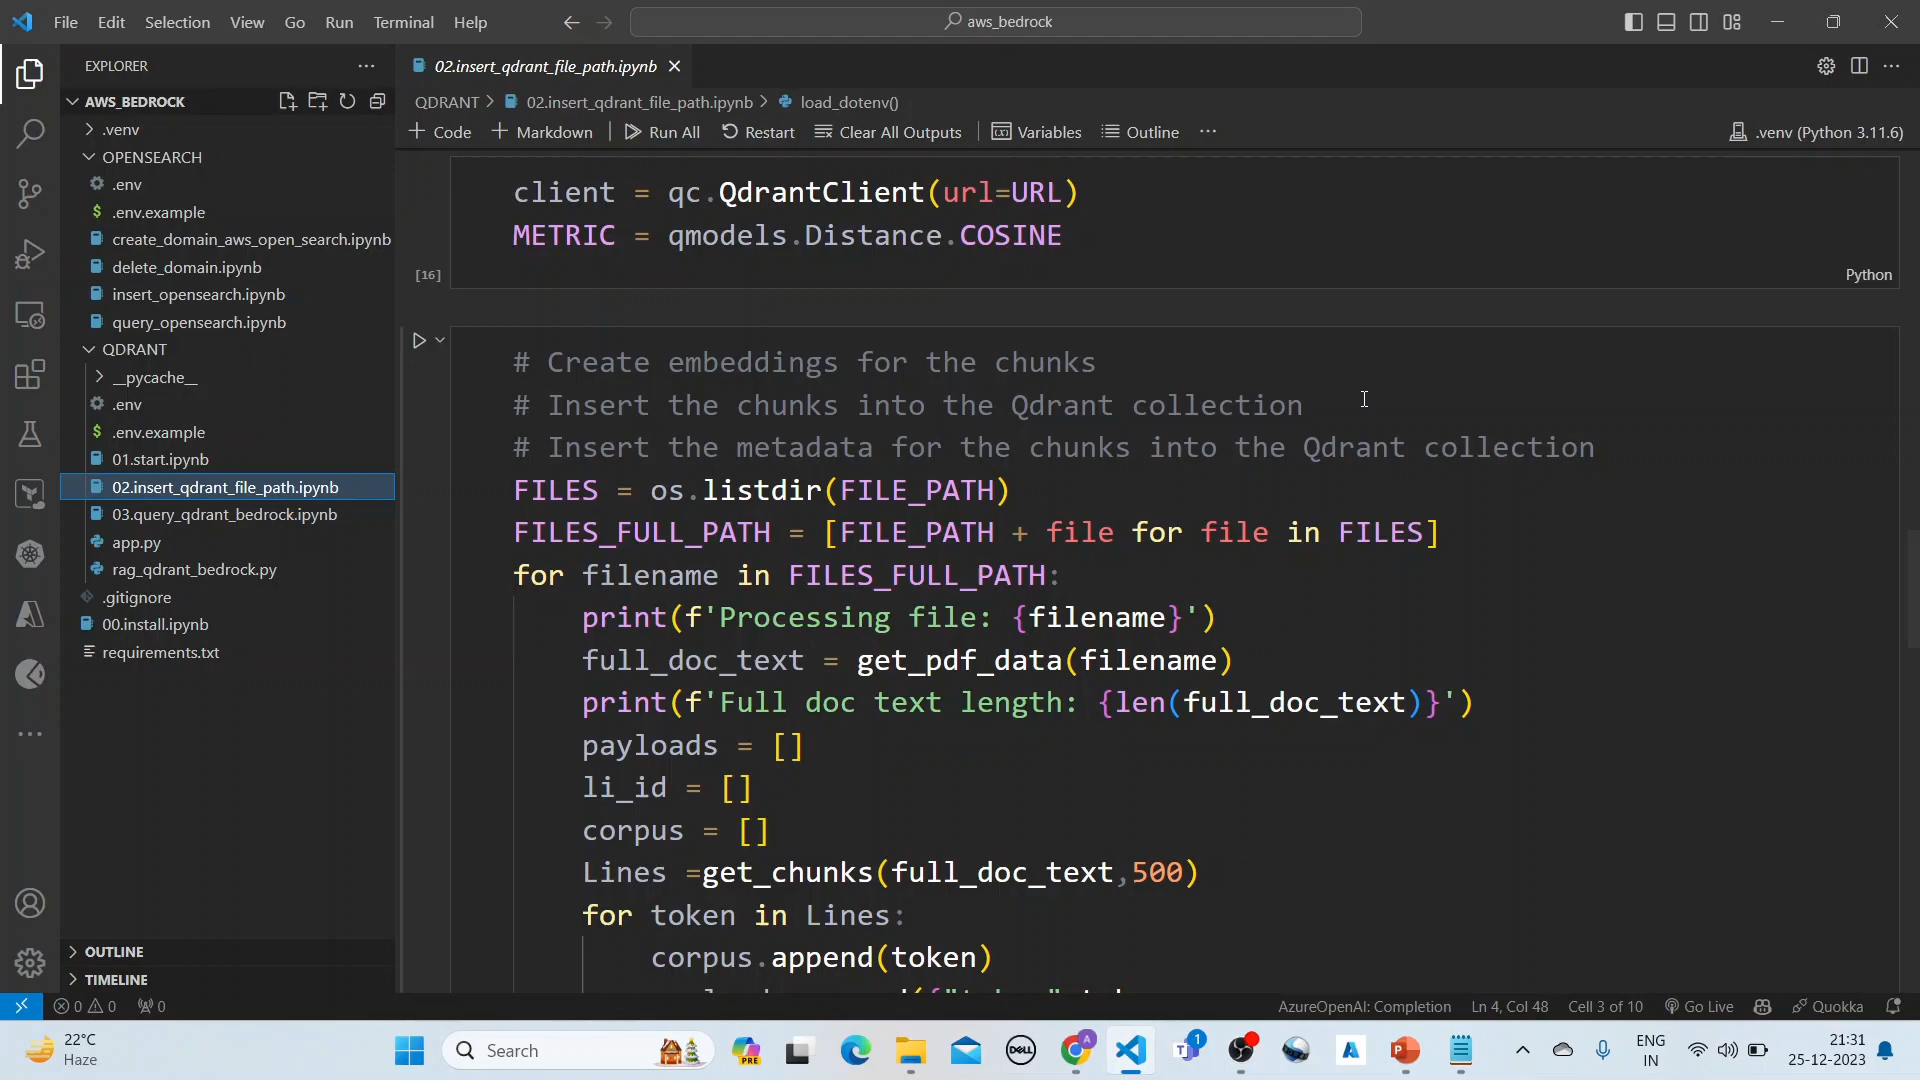 File Edit Selection View Go Run Terminal Help
aws_bedrock
EXPLORER
AWS_BEDROCK
.venv
OPENSEARCH
.env
$ .env.example
create_domain_aws_open_search.ipynb
delete_domain.ipynb
insert_opensearch.ipynb
query_opensearch.ipynb
QDRANT
__pycache__
.env
$ .env.example
01.start.ipynb
02.insert_qdrant_file_path.ipynb
03.query_qdrant_bedrock.ipynb
app.py
rag_qdrant_bedrock.py
.gitignore
00.install.ipynb
requirements.txt
OUTLINE
TIMELINE
02.insert_qdrant_file_path.ipynb
QDRANT > 02.insert_qdrant_file_path.ipynb > load_dotenv()
+ Code + Markdown | Run All Restart Clear All Outputs | Variables Outline ...
.venv (Python 3.11.6)
client = qc.QdrantClient(url=URL)
METRIC = qmodels.Distance.COSINE
[16]
Python
# Create embeddings for the chunks
# Insert the chunks into the Qdrant collection
# Insert the metadata for the chunks into the Qdrant collection
FILES = os.listdir(FILE_PATH)
FILES_FULL_PATH = [FILE_PATH + file for file in FILES]
for filename in FILES_FULL_PATH:
print(f'Processing file: {filename}')
full_doc_text = get_pdf_data(filename)
print(f'Full doc text length: {len(full_doc_text)}')
payloads = []
li_id = []
corpus = []
Lines =get_chunks(full_doc_text,500)
for token in Lines:
corpus.append(token)
0 0 0
AzureOpenAI: Completion Ln 4, Col 48 Cell 3 of 10 Go Live Quokka
22°C
Haze
Search
PRE
DELL
A
1
ENG
IN
21:31
25-12-2023